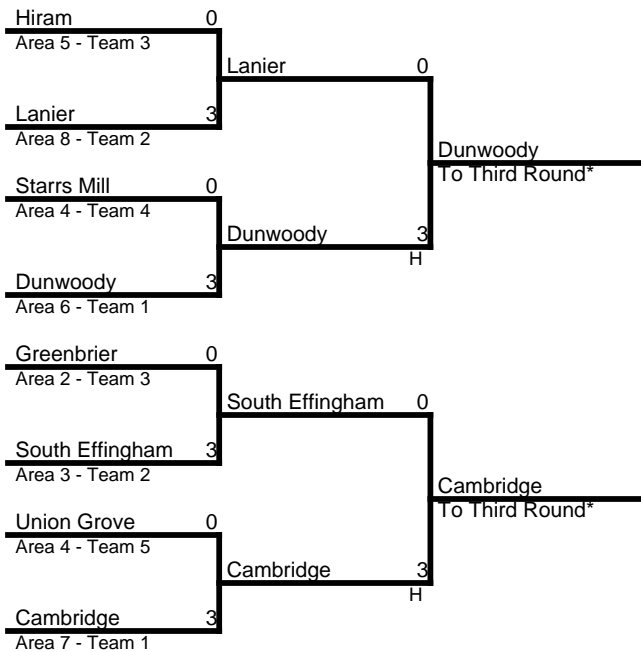 Hiram 0
Area 5 - Team 3
Lanier 0
Lanier 3
Area 8 - Team 2
Dunwoody
To Third Round*
Starrs Mill 0
Area 4 - Team 4
Dunwoody 3
H
Dunwoody 3
Area 6 - Team 1
Greenbrier 0
Area 2 - Team 3
South Effingham 0
South Effingham 3
Area 3 - Team 2
Cambridge
To Third Round*
Union Grove 0
Area 4 - Team 5
Cambridge 3
H
Cambridge 3
Area 7 - Team 1